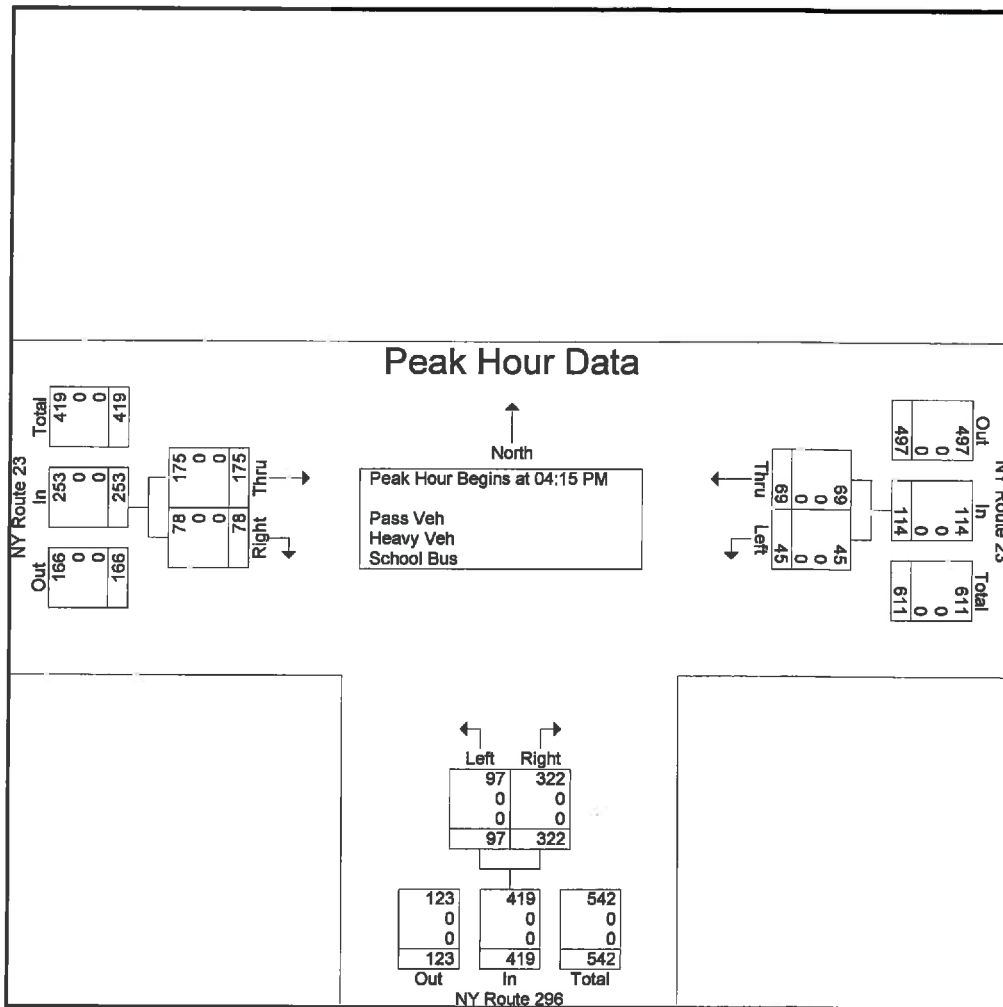 Peak Hour Data
North
Peak Hour Begins at 04:15 PM
Pass Veh
Heavy Veh
School Bus
NY Route 23
Total
419
0
0
419
In
253
0
0
253
Out
166
0
0
166
Thru
175
0
0
175
Right
78
0
0
78
NY Route 23
Out
497
0
0
497
In
114
0
0
114
Total
611
0
0
611
Thru
69
0
0
69
Left
45
0
0
45
Left Right
97 322
0 0
0 0
97 322
123 419 542
0 0 0
0 0 0
123 419 542
Out In Total
NY Route 296